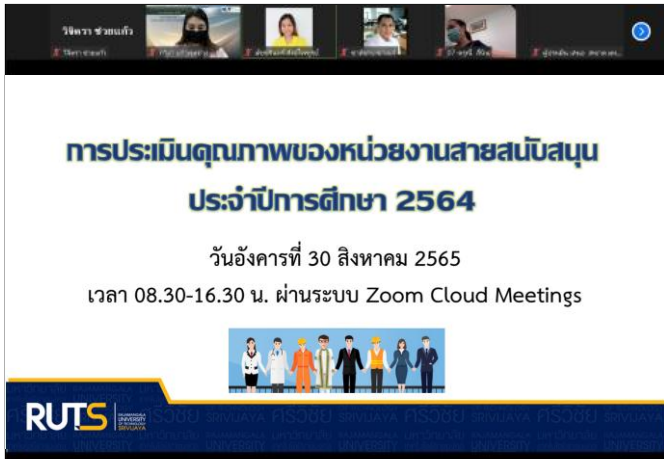 วิจิตรา ช่วยแก้ว
การประเมินคุณภาพของหน่วยงานสายสนับสนุน
ประจำปีการศึกษา 2564
วันอังคารที่ 30 สิงหาคม 2565
เวลา 08.30-16.30 น. ผ่านระบบ Zoom Cloud Meetings
RUTS
RAJAMANGALA
UNIVERSITY
OF TECHNOLOGY
SRIVIJAYA